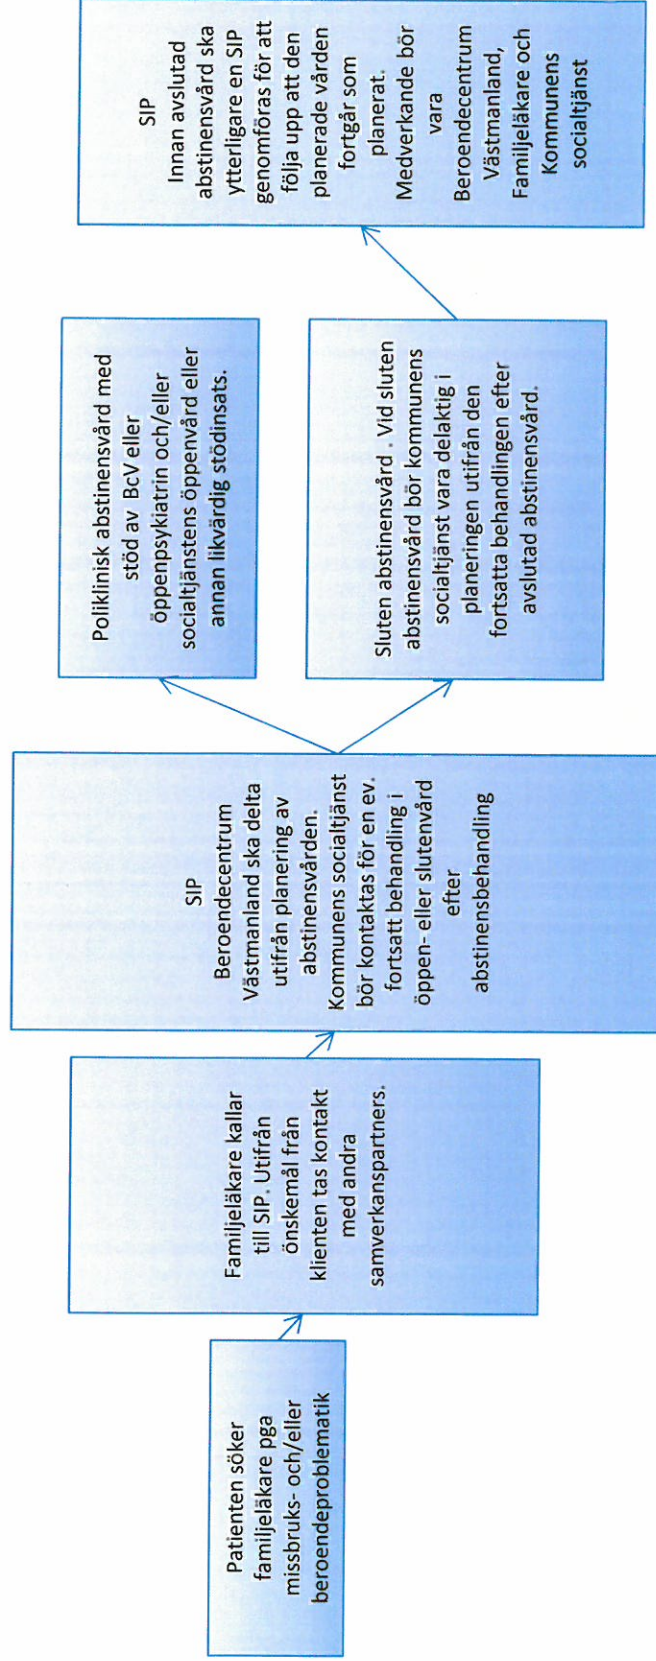 Patienten söker
familjeläkare pga
missbruks- och/eller
beroendeproblematik
Familjeläkare kallar
till SIP. Utifrån
önskemål från
klienten tas kontakt
med andra
samverkanspartners.
SIP
Beroendecentrum
Västmanland ska delta
utifrån planering av
abstinensvården.
Kommunens socialtjänst
bör kontaktas för en ev.
fortsatt behandling i
öppen- eller slutenvård
efter
abstinensbehandling
Poliklinisk abstinensvård med
stöd av BcV eller
öppenpsykiatrin och/eller
socialtjänstens öppenvård eller
annan likvärdig stödinsats.
Sluten abstinensvård . Vid sluten
abstinensvård bör kommunens
socialtjänst vara delaktig i
planeringen utifrån den
fortsatta behandlingen efter
avslutad abstinensvård.
SIP
Innan avslutad
abstinensvård ska
ytterligare en SIP
genomföras för att
följa upp att den
planerade vården
fortgår som
planerat.
Medverkande bör
vara
Beroendecentrum
Västmanland,
Familjeläkare och
Kommunens
socialtjänst